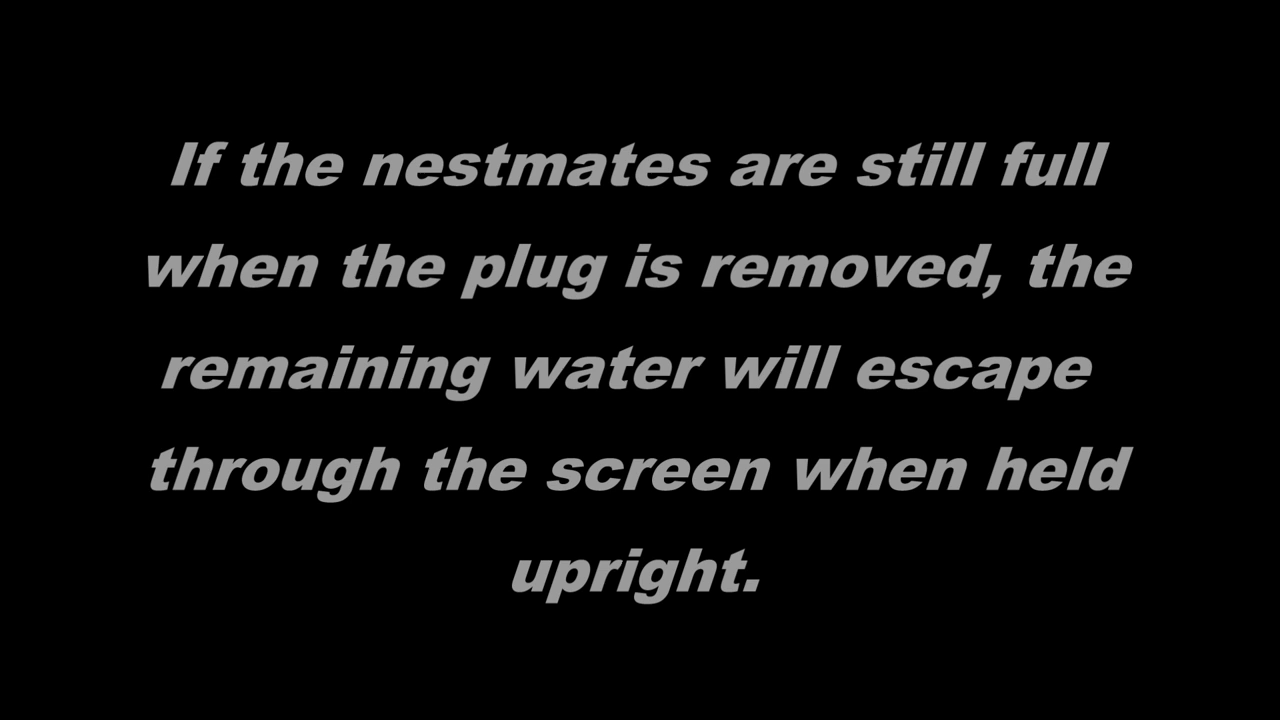 If the nestmates are still full
when the plug is removed, the
remaining water will escape
through the screen when held
upright.